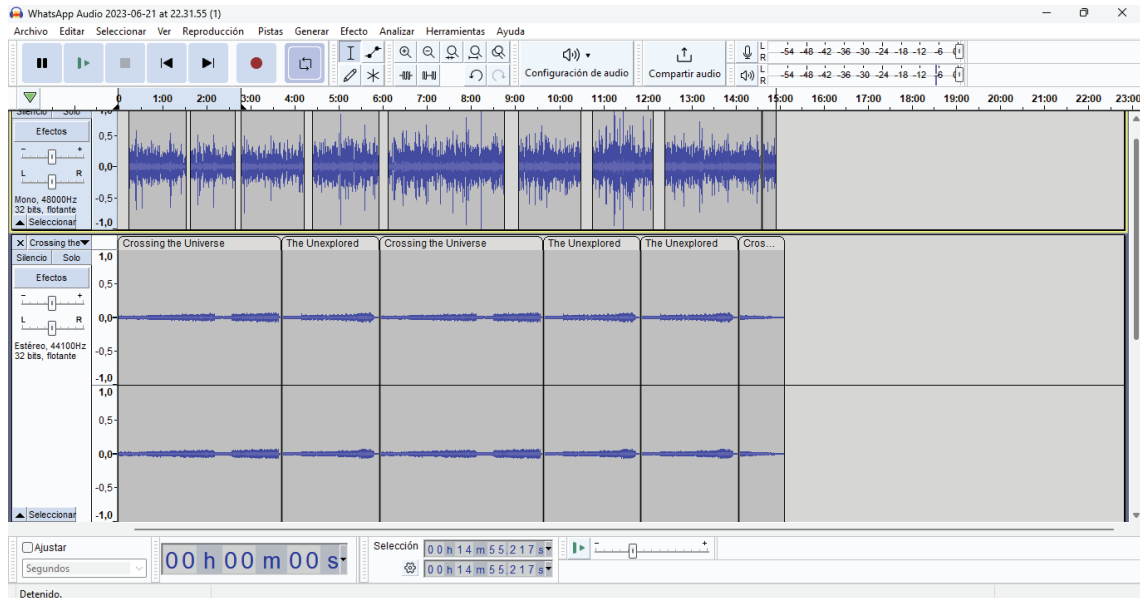 WhatsApp Audio 2023-06-21 at 22.31.55 (1)
Archivo Editar Seleccionar Ver Reproducción Pistas Generar Efecto Analizar Herramientas Ayuda
Configuración de audio Compartir audio
L R -54 -48 -42 -36 -30 -24 -18 -12 -6 0
L R -54 -48 -42 -36 -30 -24 -18 -12 -6 0
0 1:00 2:00 3:00 4:00 5:00 6:00 7:00 8:00 9:00 10:00 11:00 12:00 13:00 14:00 15:00 16:00 17:00 18:00 19:00 20:00 21:00 22:00 23:00
Silencio Solo 1,0
Efectos 0,5
- +
0,0
L R
Mono, 48000Hz -0,5
32 bits, flotante
Seleccionar -1,0
Crossing the Crossing the Universe The Unexplored Crossing the Universe The Unexplored The Unexplored Cros...
Silencio Solo 1,0
Efectos 0,5
- +
L R 0,0
Estéreo, 44100Hz -0,5
32 bits, flotante
-1,0
1,0
0,5
0,0
-0,5
Seleccionar -1,0
Ajustar
Segundos
00 h 00 m 00 s
Selección 00 h 14 m 55,217 s
00 h 14 m 55,217 s
- +
Detenido.